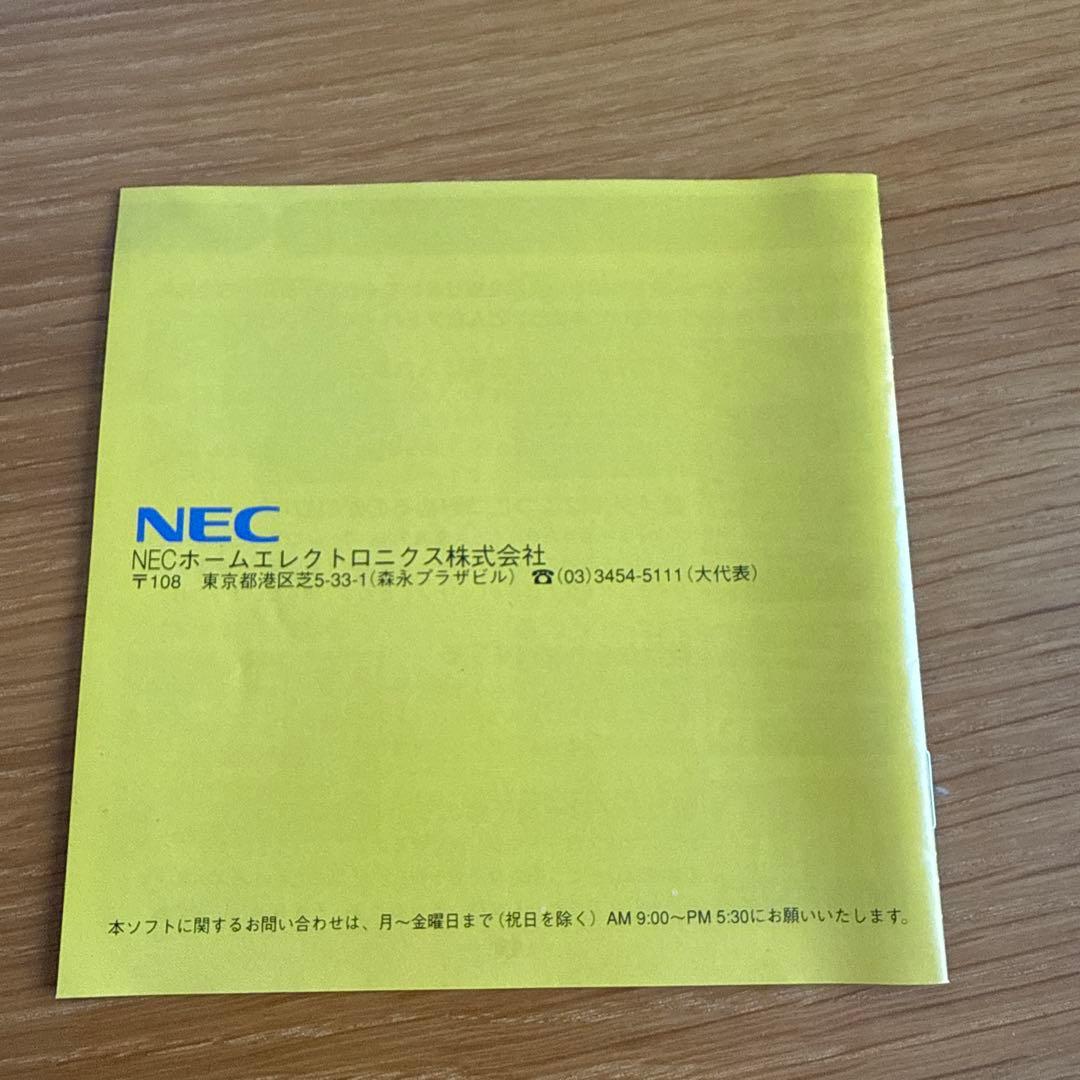 NEC
NECホームエレクトロニクス株式会社
〒108 東京都港区芝5-33-1(森永プラザビル) ☎(03)3454-5111(大代表)
本ソフトに関するお問い合わせは、月〜金曜日まで(祝日を除く) AM 9:00〜PM 5:30にお願いいたします。